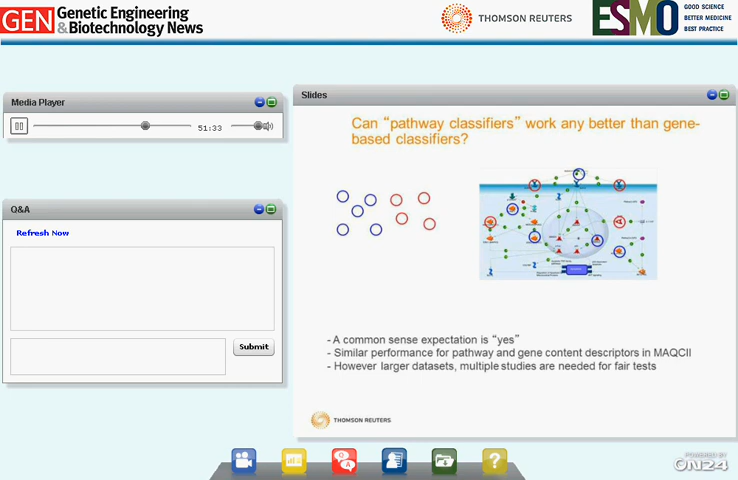 GEN Genetic Engineering
& Biotechnology News
THOMSON REUTERS
ESMO
GOOD SCIENCE
BETTER MEDICINE
BEST PRACTICE
Media Player
51:33
Q&A
Refresh Now
Submit
Slides
Can “pathway classifiers” work any better than gene-
based classifiers?
- A common sense expectation is “yes”
- Similar performance for pathway and gene content descriptors in MAQCII
- However larger datasets, multiple studies are needed for fair tests
THOMSON REUTERS
Q
A
?
POWERED BY
ON24